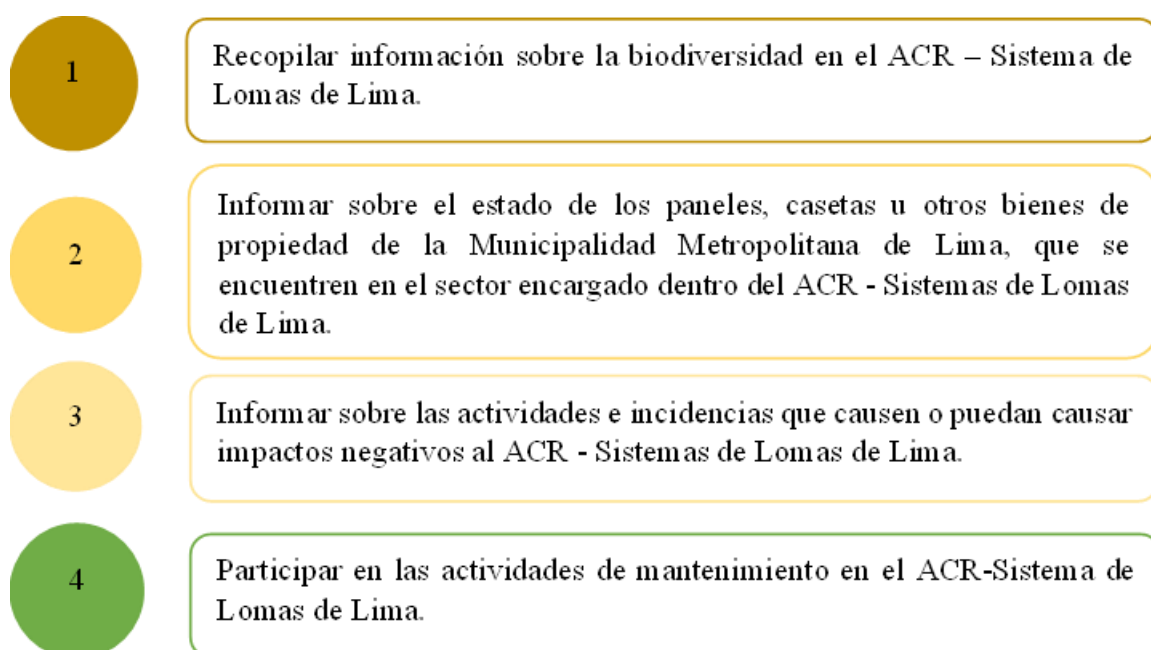 1
Recopilar información sobre la biodiversidad en el ACR – Sistema de
Lomas de Lima.
2
Informar sobre el estado de los paneles, casetas u otros bienes de
propiedad de la Municipalidad Metropolitana de Lima, que se
encuentren en el sector encargado dentro del ACR - Sistemas de Lomas
de Lima.
3
Informar sobre las actividades e incidencias que causen o puedan causar
impactos negativos al ACR - Sistemas de Lomas de Lima.
4
Participar en las actividades de mantenimiento en el ACR-Sistema de
Lomas de Lima.